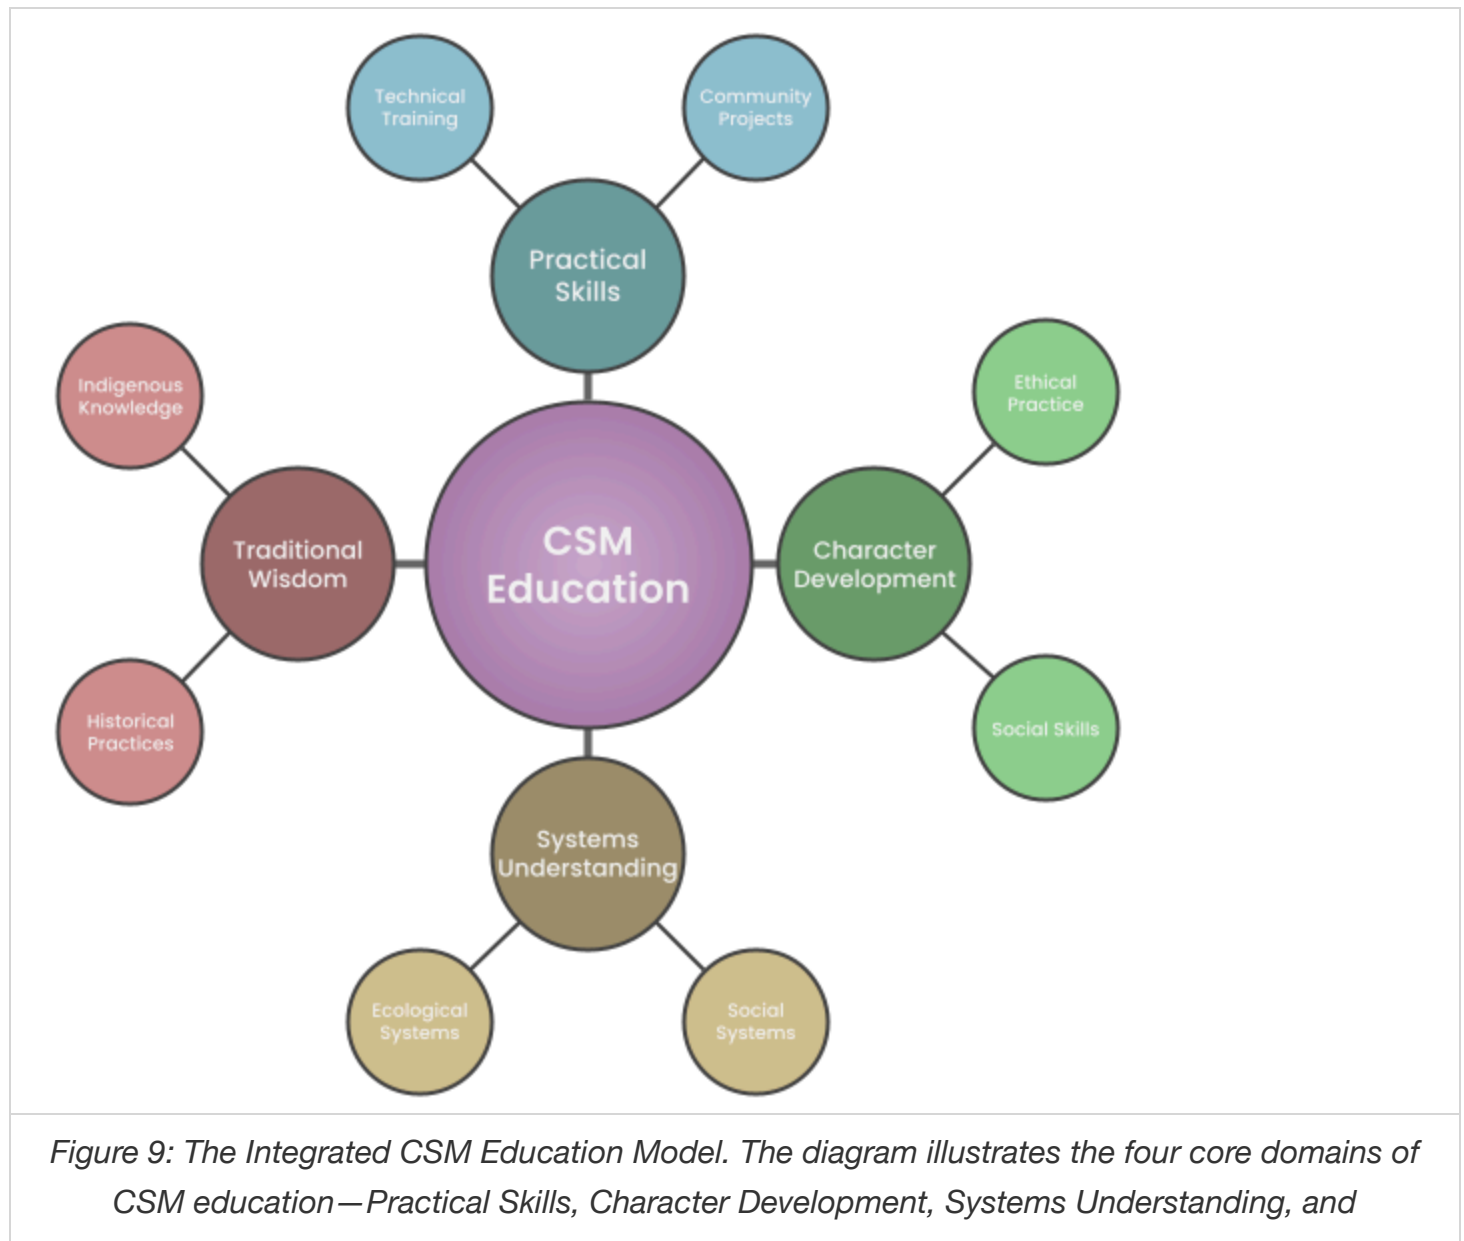 Technical
Training
Community
Projects
Practical
Skills
Indigenous
Knowledge
Ethical
Practice
Traditional
Wisdom
CSM
Education
Character
Development
Historical
Practices
Social Skills
Systems
Understanding
Ecological
Systems
Social
Systems
Figure 9: The Integrated CSM Education Model. The diagram illustrates the four core domains of
CSM education—Practical Skills, Character Development, Systems Understanding, and